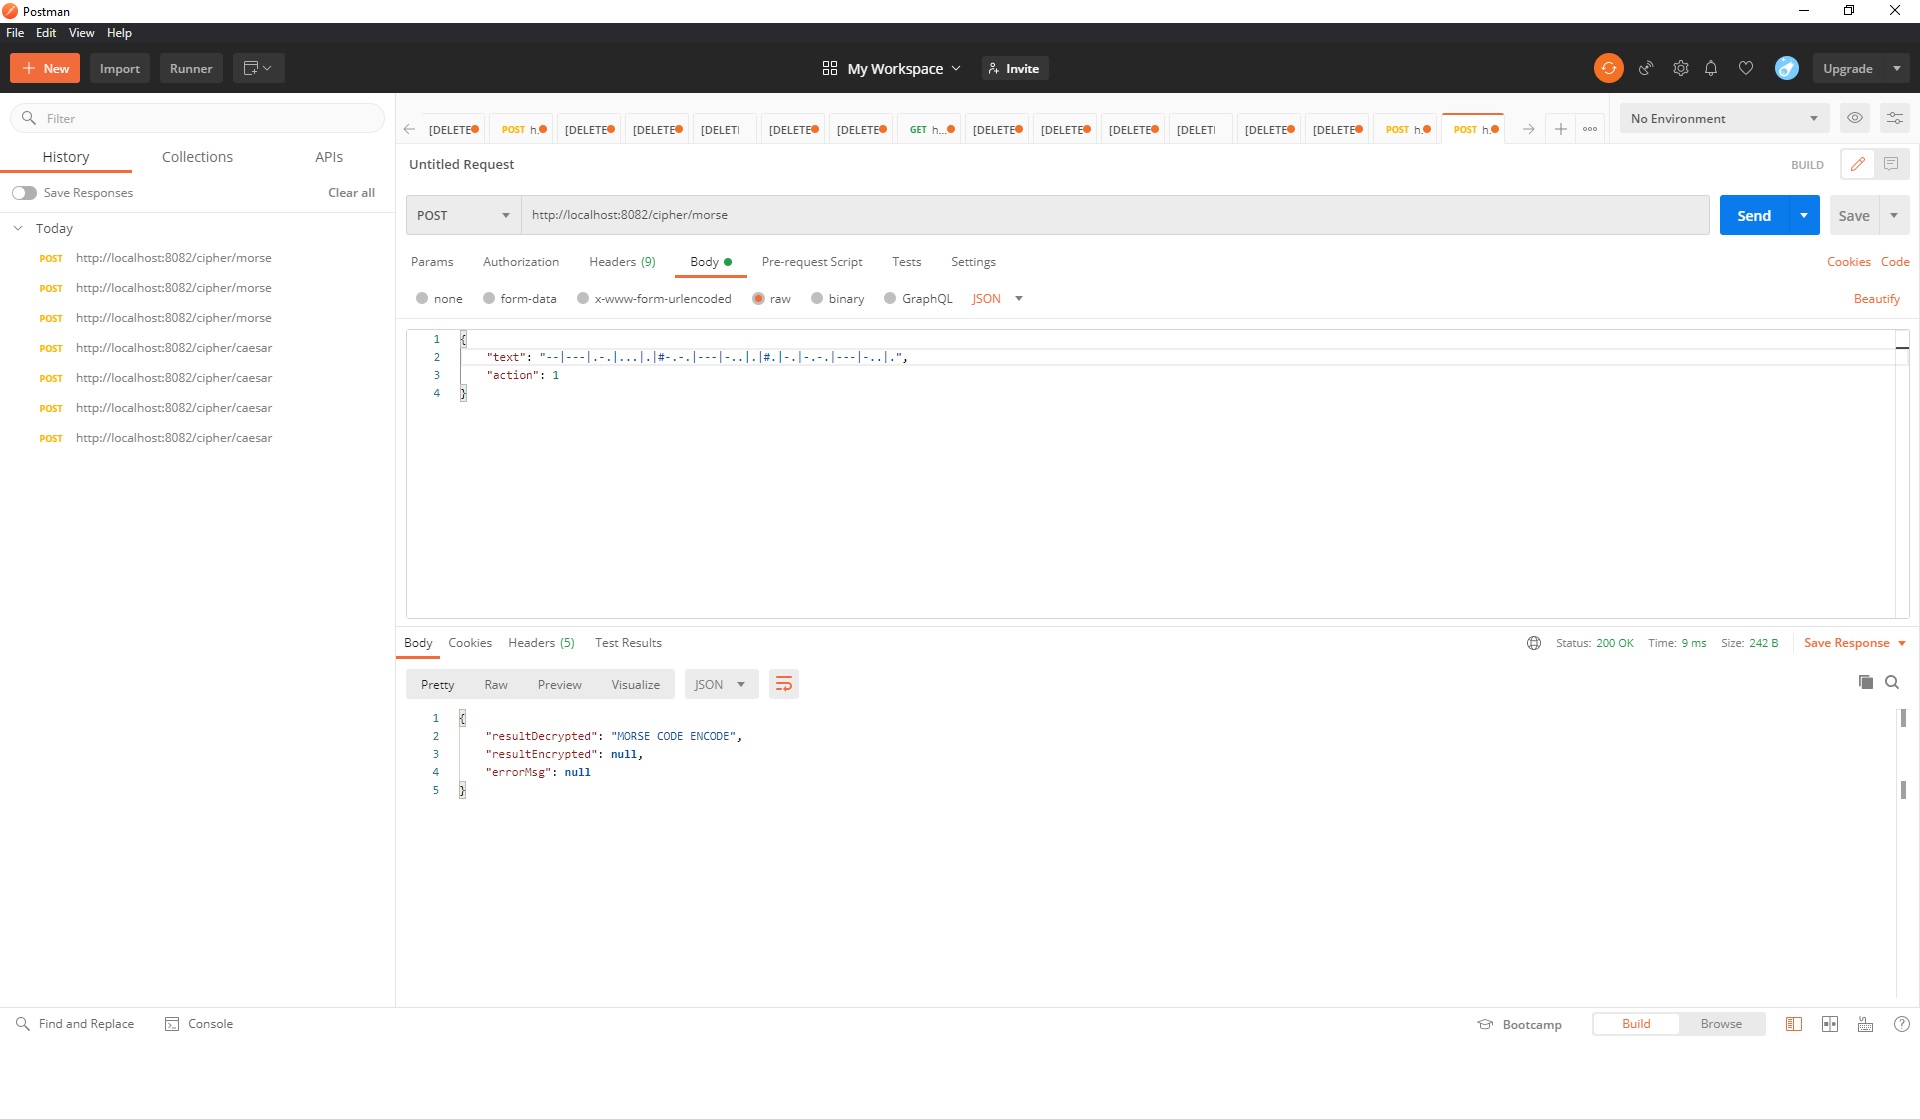 Postman
File Edit View Help
New Import Runner My Workspace Invite Upgrade
Filter
History Collections APIs
Save Responses Clear all
Today
POST http://localhost:8082/cipher/morse
POST http://localhost:8082/cipher/morse
POST http://localhost:8082/cipher/morse
POST http://localhost:8082/cipher/caesar
POST http://localhost:8082/cipher/caesar
POST http://localhost:8082/cipher/caesar
POST http://localhost:8082/cipher/caesar
[DELETE POST h. [DELETE [DELETE [DELETE [DELETE [DELETE GET h... [DELETE [DELETE [DELETE [DELETE [DELETE [DELETE POST h. POST h. No Environment
Untitled Request BUILD
POST http://localhost:8082/cipher/morse Send Save
Params Authorization Headers (9) Body Pre-request Script Tests Settings Cookies Code
none form-data x-www-form-urlencoded raw binary GraphQL JSON Beautify
1 {
2 "text": "--|---|.-.|...|.|#-.-.|---|-..|.|#.|-.|-.-.|---|-..|.",
3 "action": 1
4 }
Body Cookies Headers (5) Test Results Status: 200 OK Time: 9 ms Size: 242 B Save Response
Pretty Raw Preview Visualize JSON
1 {
2 "resultDecrypted": "MORSE CODE ENCODE",
3 "resultEncrypted": null,
4 "errorMsg": null
5 }
Find and Replace Console Bootcamp Build Browse